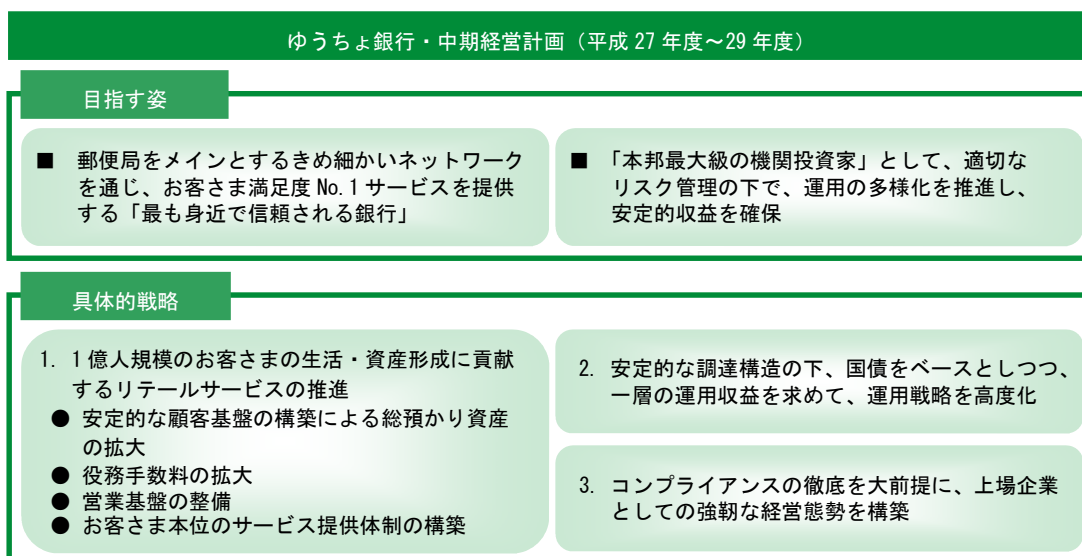 ゆうちょ銀行・中期経営計画（平成 27 年度～29 年度）
目指す姿
■ 郵便局をメインとするきめ細かいネットワーク
を通じ、お客さま満足度 No.1 サービスを提供
する「最も身近で信頼される銀行」
■ 「本邦最大級の機関投資家」として、適切な
リスク管理の下で、運用の多様化を推進し、
安定的収益を確保
具体的戦略
1. 1 億人規模のお客さまの生活・資産形成に貢献
するリテールサービスの推進
● 安定的な顧客基盤の構築による総預かり資産
の拡大
● 役務手数料の拡大
● 営業基盤の整備
● お客さま本位のサービス提供体制の構築
2. 安定的な調達構造の下、国債をベースとしつつ、
一層の運用収益を求めて、運用戦略を高度化
3. コンプライアンスの徹底を大前提に、上場企業
としての強靭な経営態勢を構築